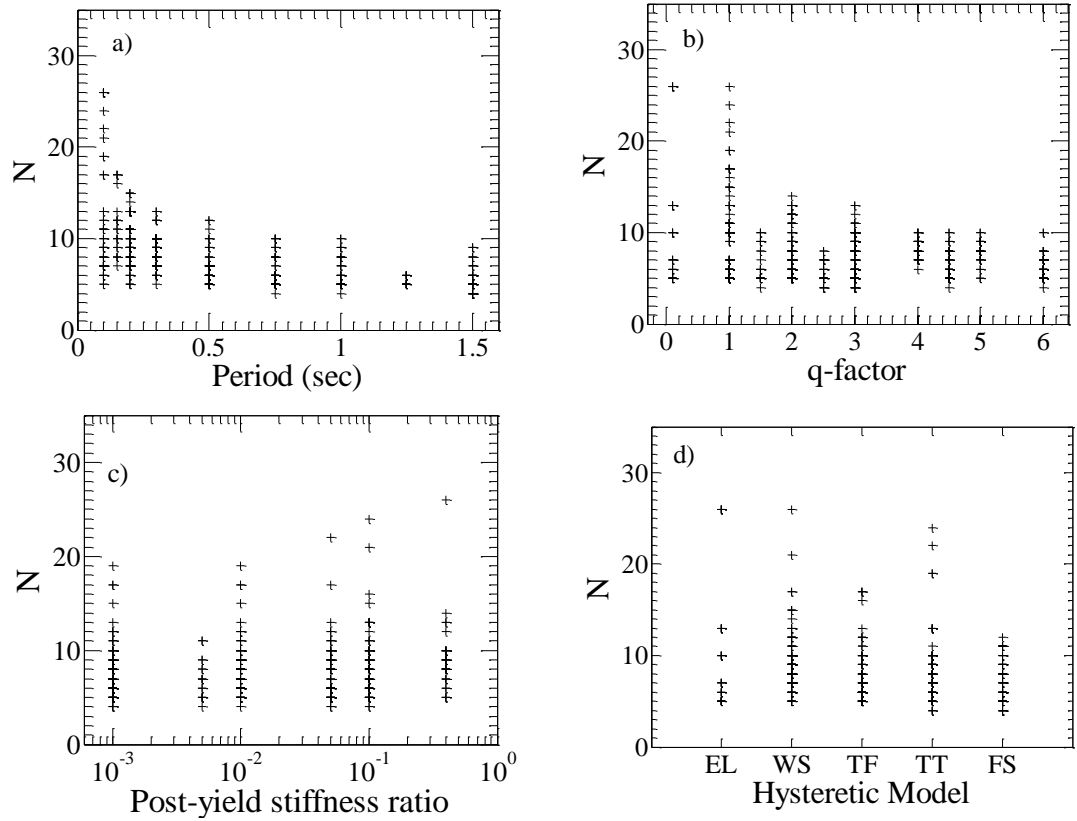 a)
30
20
10
0
N
0 0.5 1 1.5
Period (sec)
b)
30
20
10
0
N
0 1 2 3 4 5 6
q-factor
c)
30
20
10
0
N
10^-3 10^-2 10^-1 10^0
Post-yield stiffness ratio
d)
30
20
10
0
N
EL WS TF TT FS
Hysteretic Model